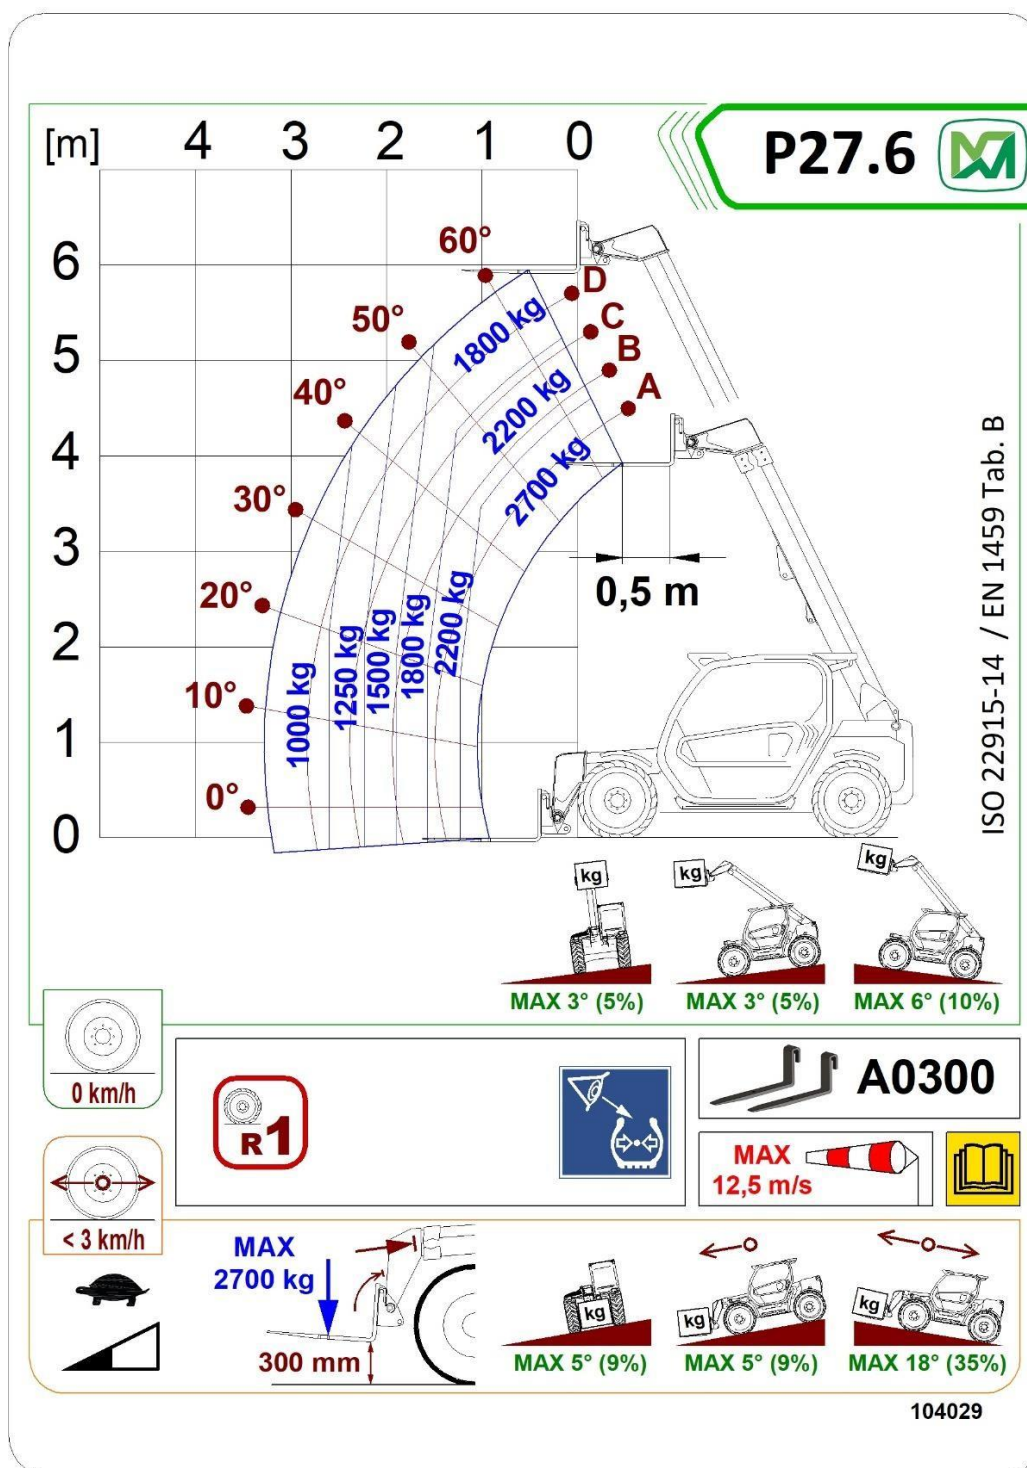 [m] 4 3 2 1 0
P27.6
6
5
4
3
2
1
0
60°
50°
40°
30°
20°
10°
0°
D
C
B
A
1800 kg
2200 kg
2700 kg
1000 kg
1250 kg
1500 kg
1800 kg
2200 kg
0,5 m
ISO 22915-14 / EN 1459 Tab. B
kg
kg
kg
MAX 3° (5%)
MAX 3° (5%)
MAX 6° (10%)
0 km/h
R1
A0300
MAX
12,5 m/s
< 3 km/h
MAX
2700 kg
300 mm
kg
kg
kg
MAX 5° (9%)
MAX 5° (9%)
MAX 18° (35%)
104029